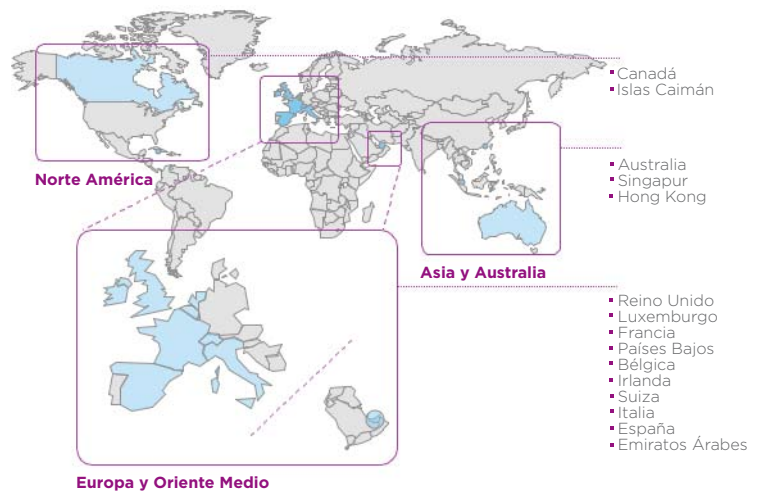 Canadá
Islas Caimán
Norte América
Australia
Singapur
Hong Kong
Asia y Australia
Reino Unido
Luxemburgo
Francia
Países Bajos
Bélgica
Irlanda
Suiza
Italia
España
Emiratos Árabes
Europa y Oriente Medio